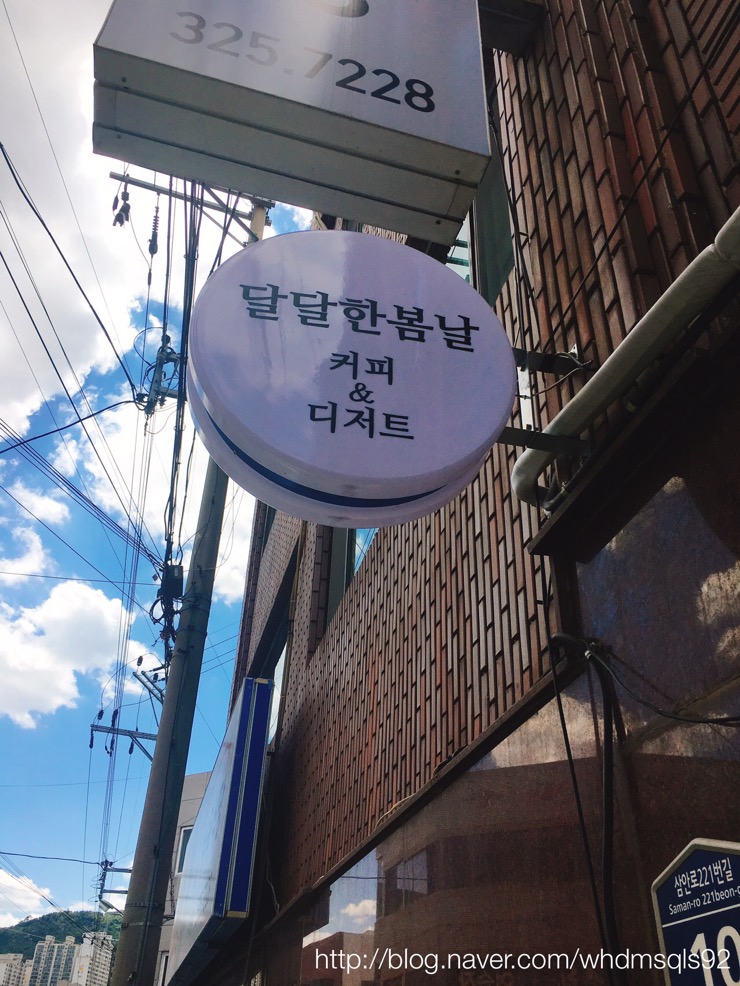 325.7228
달달한봄날
커피
&
디저트
삼안로221번길
Saman-ro 221beon-g
10
http://blog.naver.com/whdmsqls92